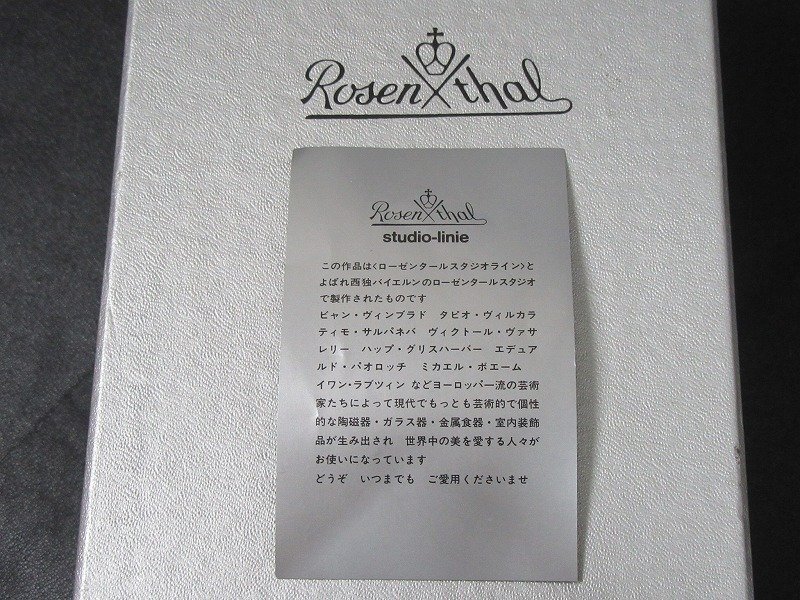 Rosenthal
Rosenthal
studio-linie
この作品は<ローゼンタールスタジオライン>と
よばれ西独バイエルンのローゼンタールスタジオ
で製作されたものです
ビャン・ヴィンブラド　タピオ・ヴィルカラ
ティモ・サルパネバ　ヴィクトール・ヴァサ
レリー　ハップ・グリスハーバー　エデュア
ルド・パオロッチ　ミカエル・ボエーム
イワン・ラブツィン などヨーロッパ一流の芸術
家たちによって現代でもっとも芸術的で個性
的な陶磁器・ガラス器・金属食器・室内装飾
品が生み出され　世界中の美を愛する人々が
お使いになっています
どうぞ　いつまでも　ご愛用くださいませ